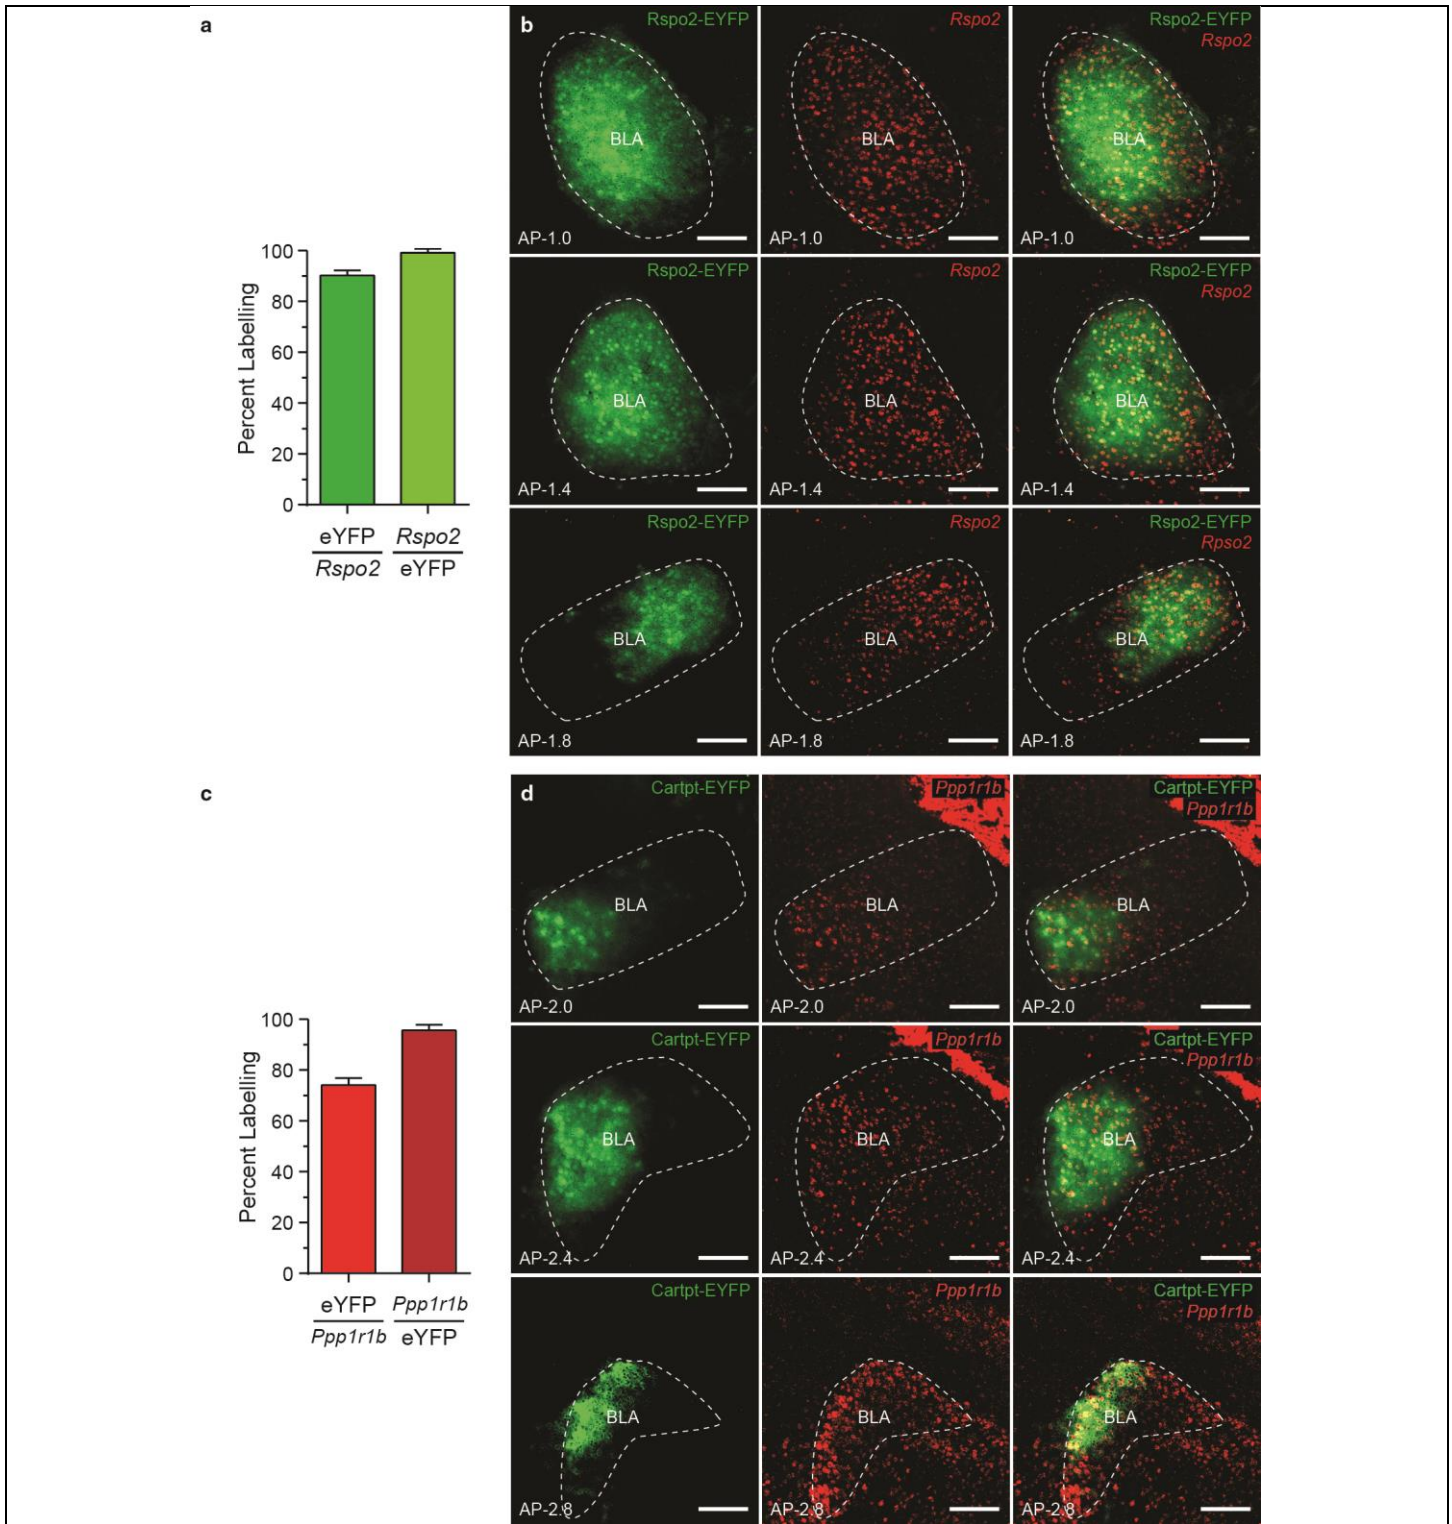 a
100
80
60
40
20
0
Percent Labelling
eYFP
Rspo2
Rspo2
eYFP
b
Rspo2-EYFP
BLA
AP-1.0
Rspo2
BLA
AP-1.0
Rspo2-EYFP
Rspo2
BLA
AP-1.0
Rspo2-EYFP
BLA
AP-1.4
Rspo2
BLA
AP-1.4
Rspo2-EYFP
Rspo2
BLA
AP-1.4
Rspo2-EYFP
BLA
AP-1.8
Rspo2
BLA
AP-1.8
Rspo2-EYFP
Rpso2
BLA
AP-1.8
c
100
80
60
40
20
0
Percent Labelling
eYFP
Ppp1r1b
Ppp1r1b
eYFP
d
Cartpt-EYFP
BLA
AP-2.0
Ppp1r1b
BLA
AP-2.0
Cartpt-EYFP
Ppp1r1b
BLA
AP-2.0
Cartpt-EYFP
BLA
AP-2.4
Ppp1r1b
BLA
AP-2.4
Cartpt-EYFP
Ppp1r1b
BLA
AP-2.4
Cartpt-EYFP
BLA
AP-2.8
Ppp1r1b
BLA
AP-2.8
Cartpt-EYFP
Ppp1r1b
BLA
AP-2.8